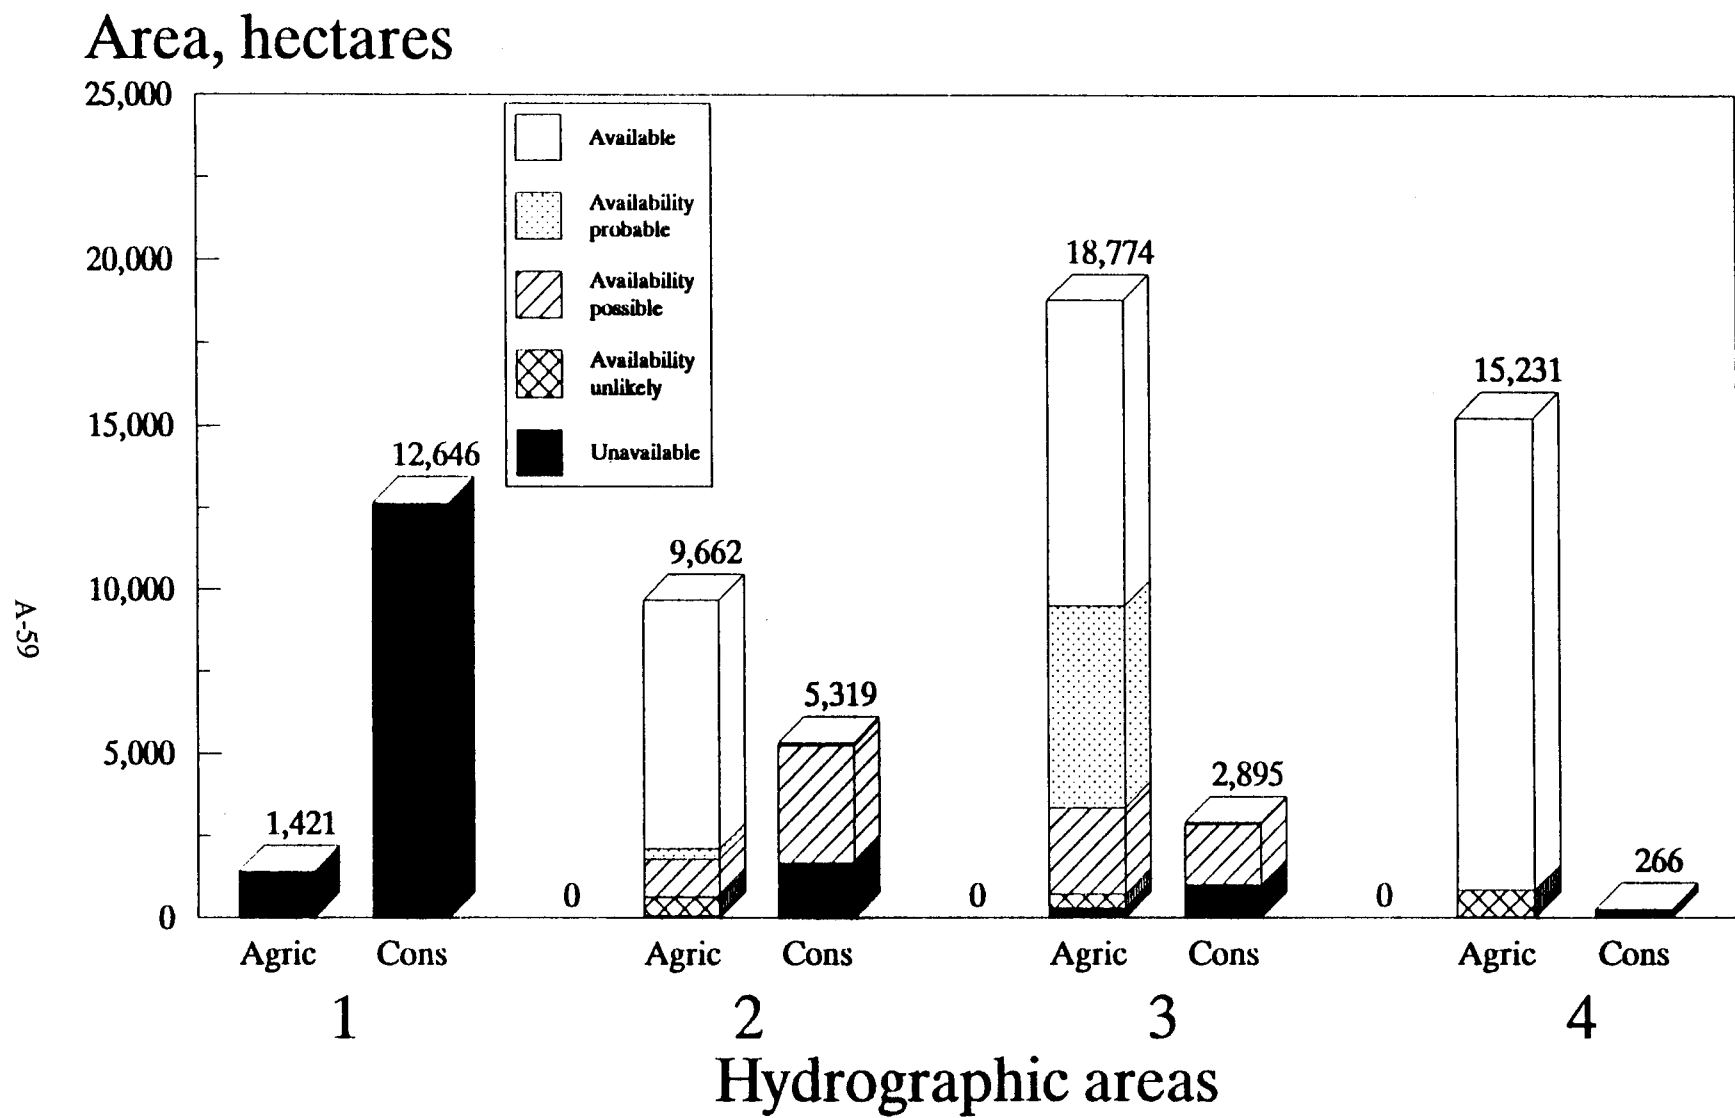 Area, hectares
25,000
20,000
15,000
10,000
5,000
0
Available
Availability
probable
Availability
possible
Availability
unlikely
Unavailable
1,421
12,646
0
9,662
5,319
0
18,774
2,895
0
15,231
266
Agric Cons Agric Cons Agric Cons Agric Cons
1 2 3 4
Hydrographic areas
A-59